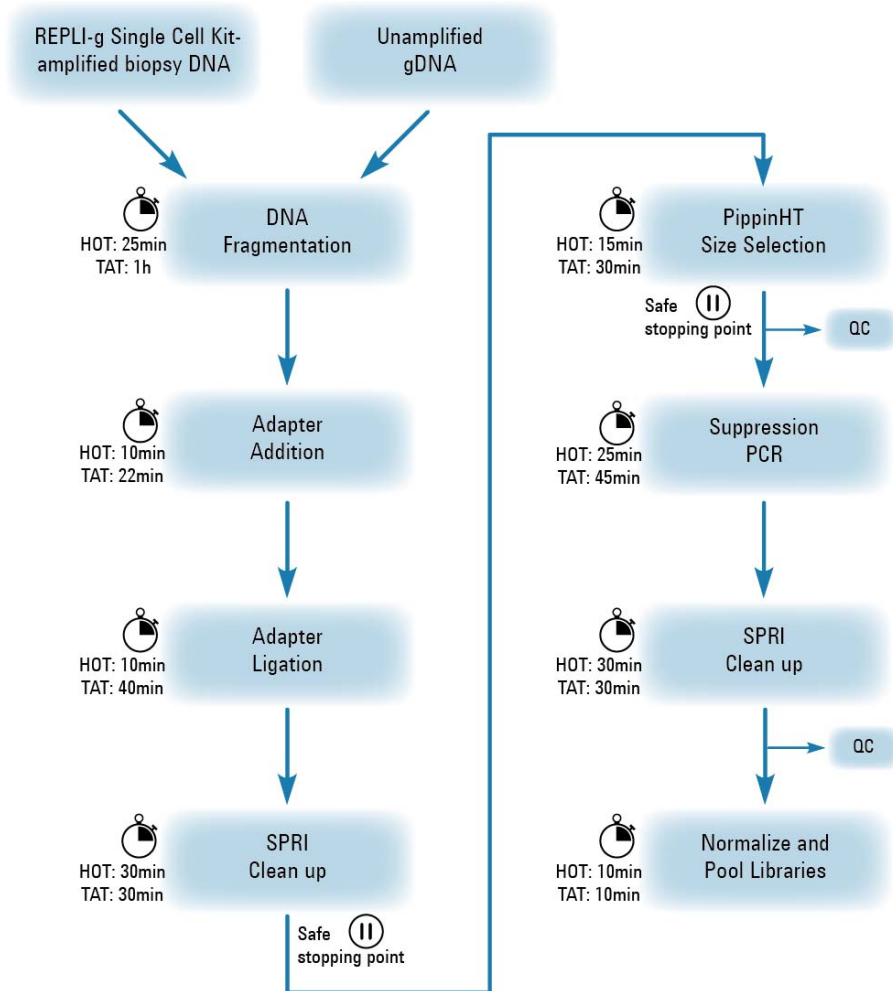 REPLI-g Single Cell Kit-
amplified biopsy DNA
Unamplified
gDNA
DNA
Fragmentation
HOT: 25min
TAT: 1h
Adapter
Addition
HOT: 10min
TAT: 22min
Adapter
Ligation
HOT: 10min
TAT: 40min
SPRI
Clean up
HOT: 30min
TAT: 30min
Safe
stopping point
PippinHT
Size Selection
HOT: 15min
TAT: 30min
Safe
stopping point
QC
Suppression
PCR
HOT: 25min
TAT: 45min
SPRI
Clean up
HOT: 30min
TAT: 30min
QC
Normalize and
Pool Libraries
HOT: 10min
TAT: 10min